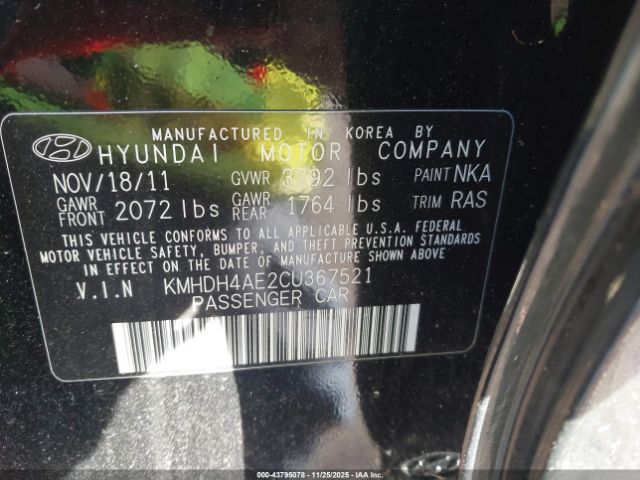 MANUFACTURED IN KOREA BY
HYUNDAI MOTOR COMPANY
NOV/18/11 GVWR 3792 lbs PAINT NKA
GAWR FRONT 2072 lbs GAWR REAR 1764 lbs TRIM RAS
THIS VEHICLE CONFORMS TO ALL APPLICABLE U.S.A. FEDERAL
MOTOR VEHICLE SAFETY, BUMPER, AND THEFT PREVENTION STANDARDS
IN EFFECT ON THE DATE OF MANUFACTURE SHOWN ABOVE.
V.I.N KMHDH4AE2CU367521
PASSENGER CAR
000-43795078 — 11/25/2025 — IAAI.COM